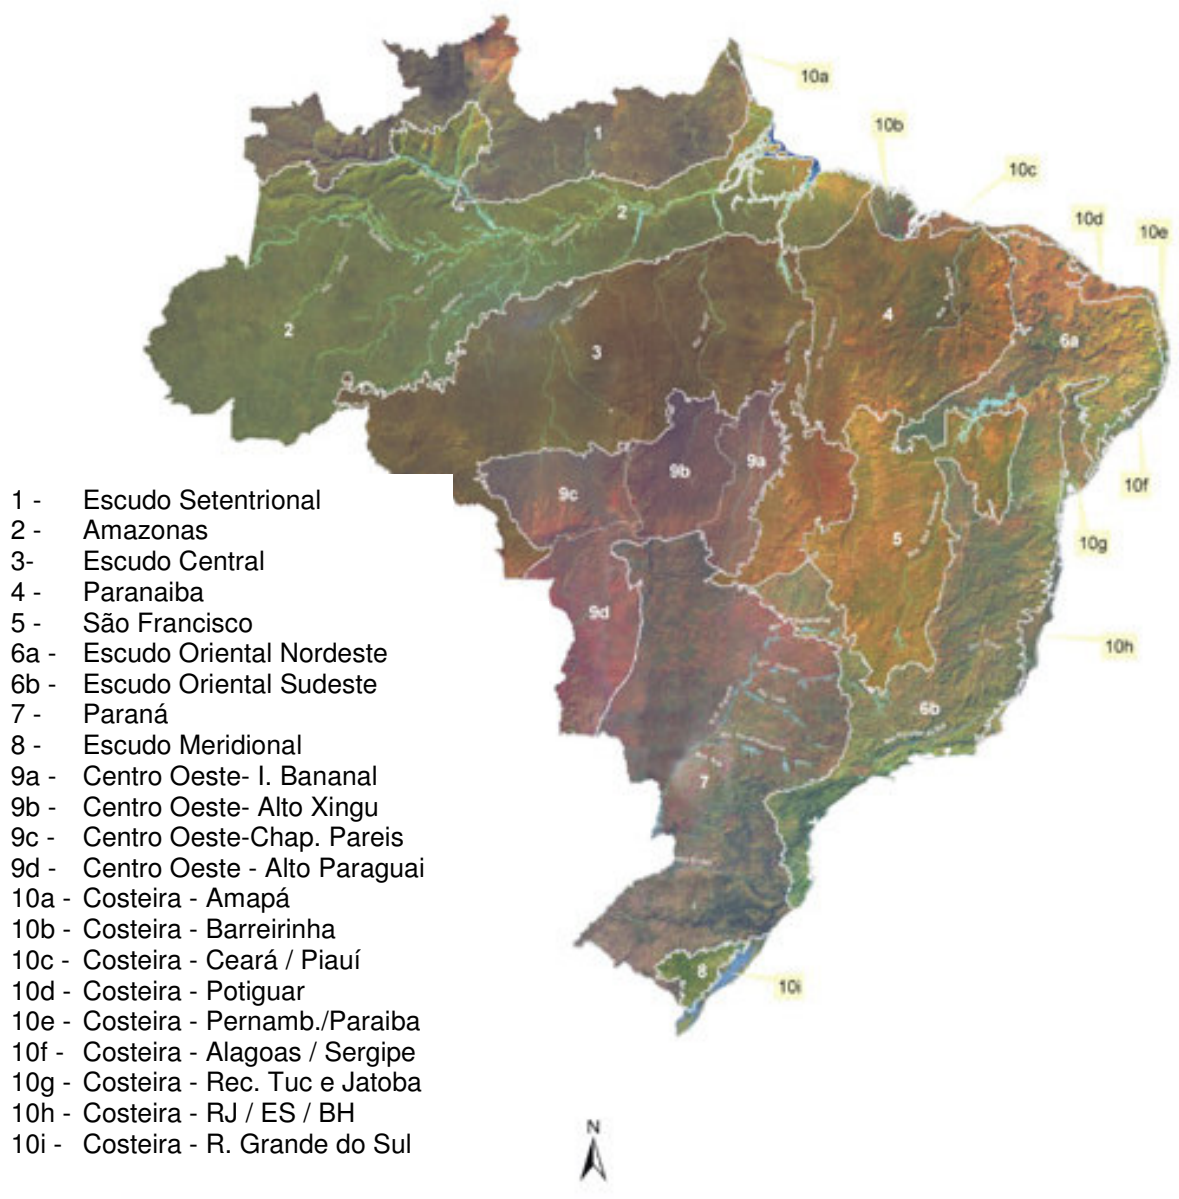 10a
10b
1
10c
2
10d
10e
2
4
6a
3
9b
9a
10f
9c
5
10g
9d
10h
6b
7
8
10i
1 - Escudo Setentrional
2 - Amazonas
3- Escudo Central
4 - Paranaiba
5 - São Francisco
6a - Escudo Oriental Nordeste
6b - Escudo Oriental Sudeste
7 - Paraná
8 - Escudo Meridional
9a - Centro Oeste- I. Bananal
9b - Centro Oeste- Alto Xingu
9c - Centro Oeste-Chap. Pareis
9d - Centro Oeste - Alto Paraguai
10a - Costeira - Amapá
10b - Costeira - Barreirinha
10c - Costeira - Ceará / Piauí
10d - Costeira - Potiguar
10e - Costeira - Pernamb./Paraiba
10f - Costeira - Alagoas / Sergipe
10g - Costeira - Rec. Tuc e Jatoba
10h - Costeira - RJ / ES / BH
10i - Costeira - R. Grande do Sul
N